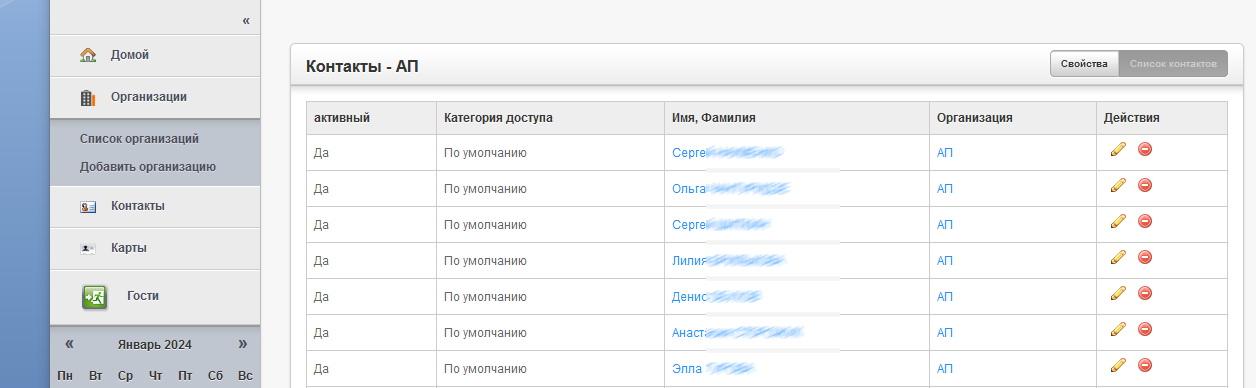 «
Домой
Организации
Список организаций
Добавить организацию
Контакты
Карты
Гости
« Январь 2024 »
Пн Вт Ср Чт Пт Сб Вс
Контакты - АП
Свойства Список контактов
активный Категория доступа Имя, Фамилия Организация Действия
Да По умолчанию АП
Да По умолчанию Ольга АП
Да По умолчанию АП
Да По умолчанию Лилия АП
Да По умолчанию Денис АП
Да По умолчанию АП
Да По умолчанию Элла АП